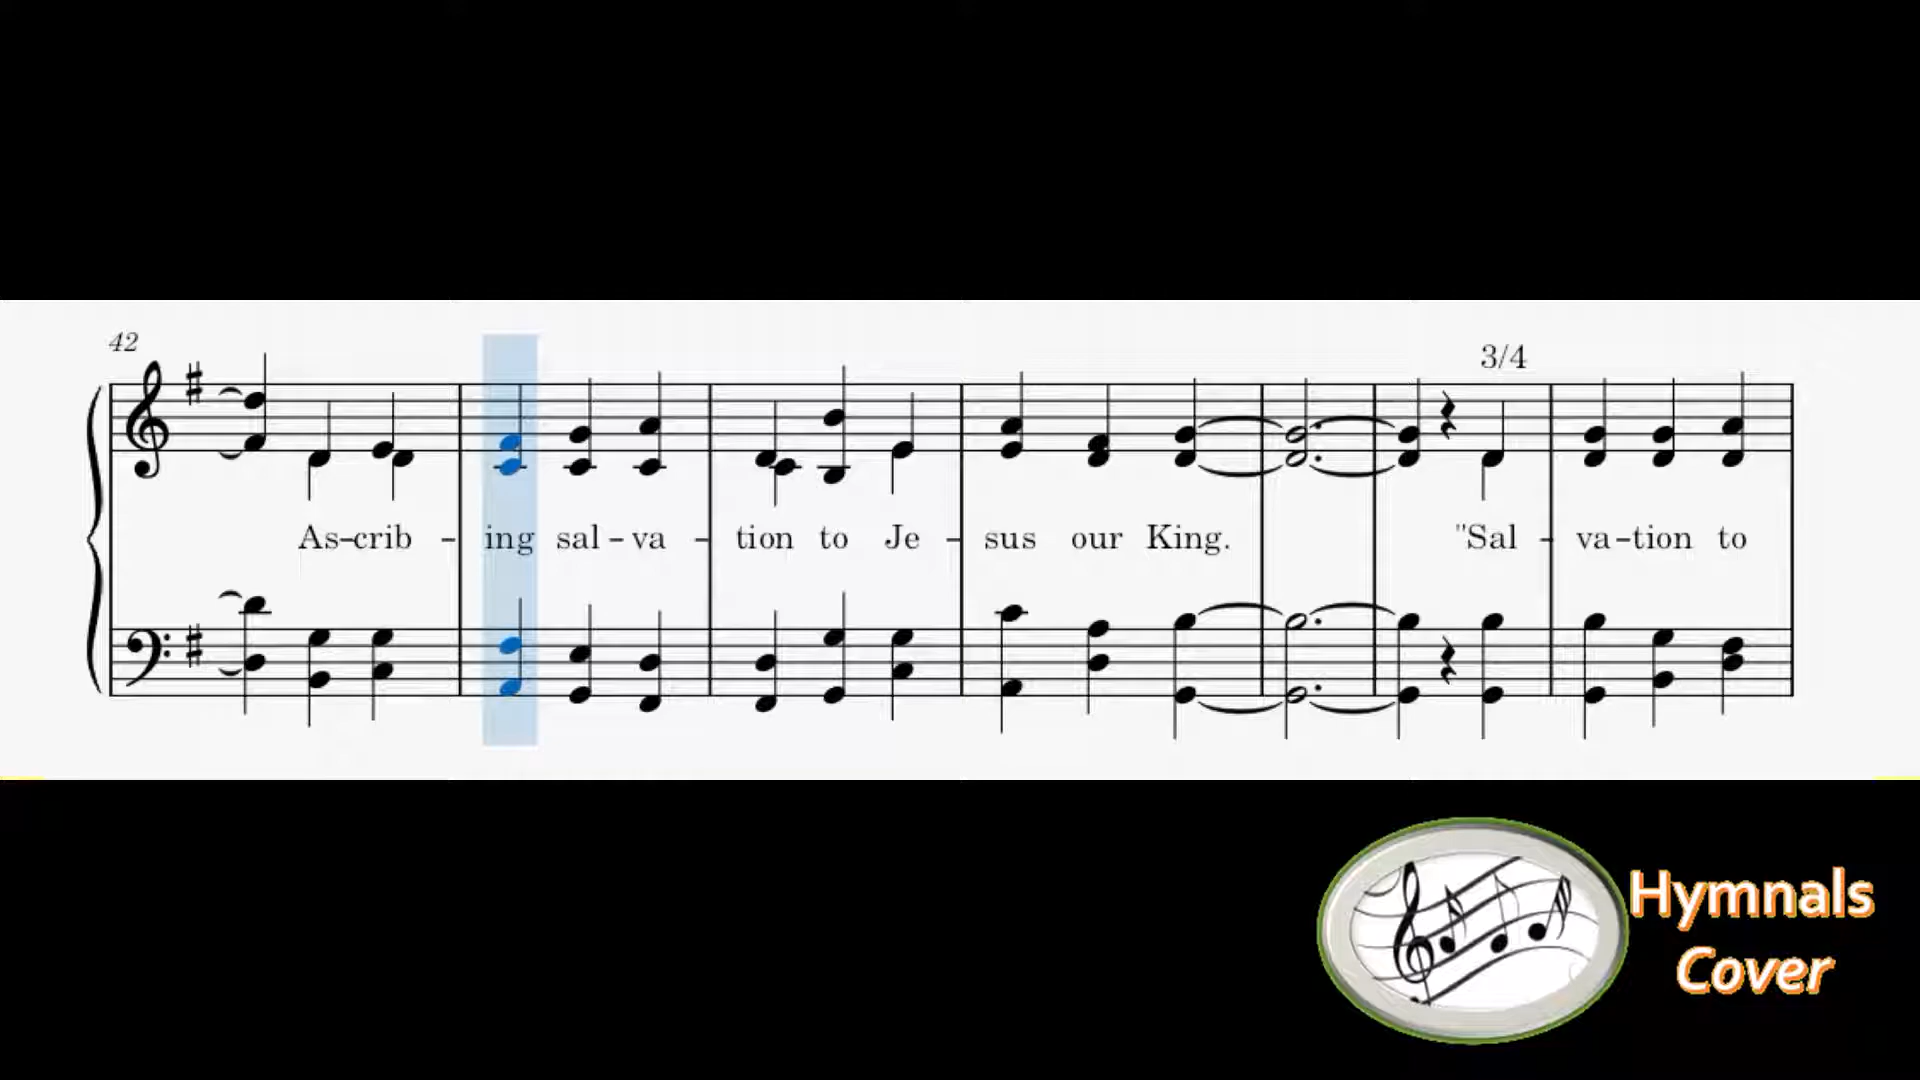 42
3/4
As-crib - ing sal - va - tion to Je - sus our King. "Sal - va - tion to
Hymnals
Cover